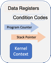 Data Registers
Condition Codes
Program Counter
Stack Pointer
Kernel
Context